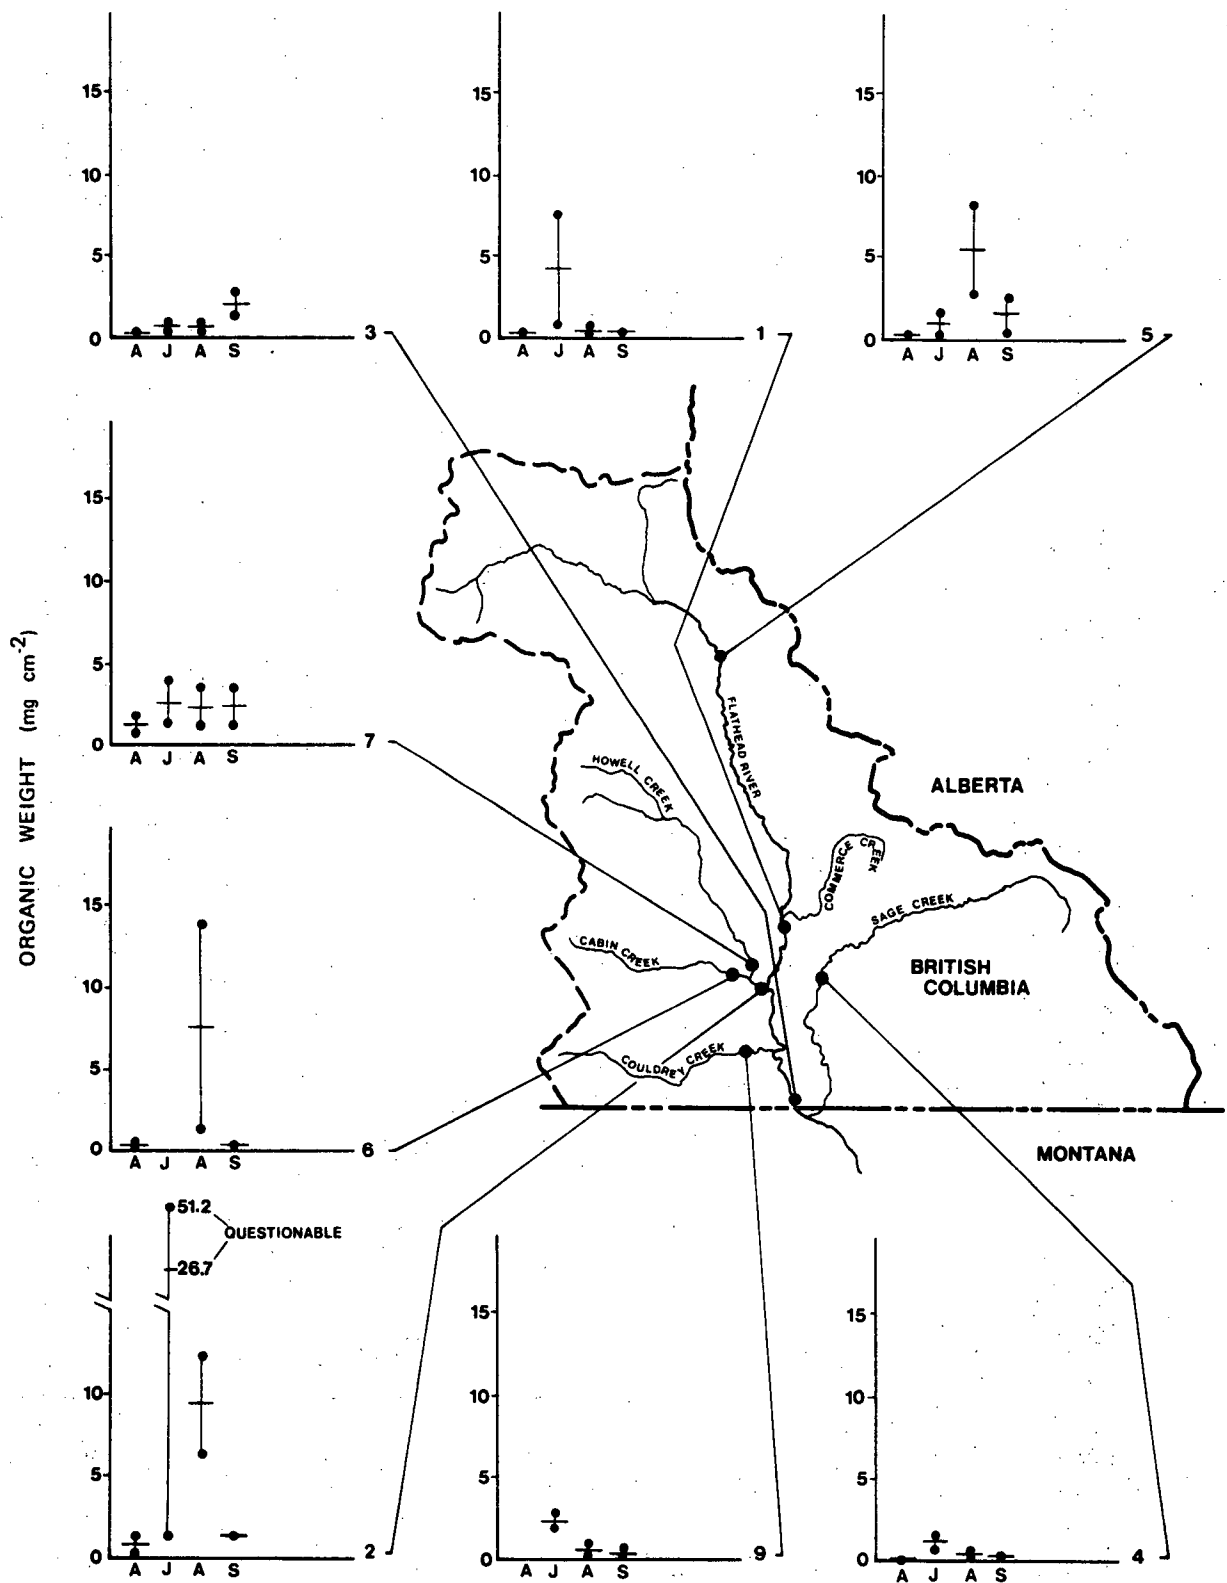 15
10
5
0
A J A S
3
15
10
5
0
A J A S
1
15
10
5
0
A J A S
5
ORGANIC WEIGHT (mg cm-2)
15
10
5
0
A J A S
7
15
10
5
0
A J A S
6
51.2
QUESTIONABLE
26.7
10
5
0
A J A S
2
15
10
5
0
A J A S
9
15
10
5
0
A J A S
4
FLATHEAD RIVER
HOWELL CREEK
ALBERTA
COMMERCE CREEK
SAGE CREEK
CABIN CREEK
BRITISH
COLUMBIA
COULDREY CREEK
MONTANA